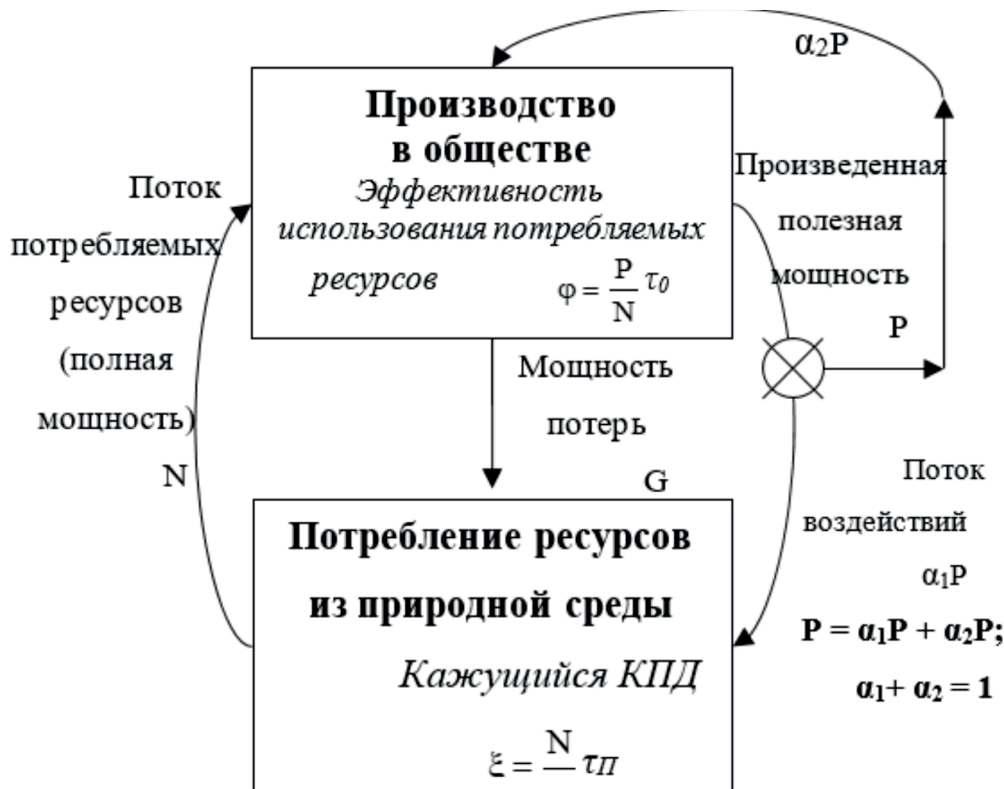 α₂P
Производство
в обществе
Эффективность
использования потребляемых
ресурсов φ = P/N τ₀
Поток
потребляемых
ресурсов
(полная
мощность)
N
Произведенная
полезная
мощность
P
Мощность
потерь
G
Поток
воздействий
α₁P
P = α₁P + α₂P;
α₁+ α₂ = 1
Потребление ресурсов
из природной среды
Кажущийся КПД
ξ = N/ τП